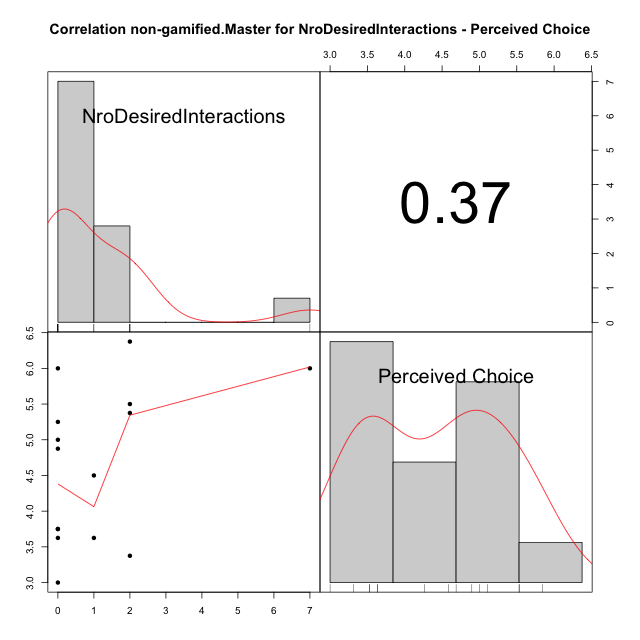 Correlation non-gamified.Master for NroDesiredInteractions - Perceived Choice
3.0 3.5 4.0 4.5 5.0 5.5 6.0 6.5
NroDesiredInteractions
0.37
0 1 2 3 4 5 6 7
Perceived Choice
3.0 3.5 4.0 4.5 5.0 5.5 6.0 6.5
0 1 2 3 4 5 6 7